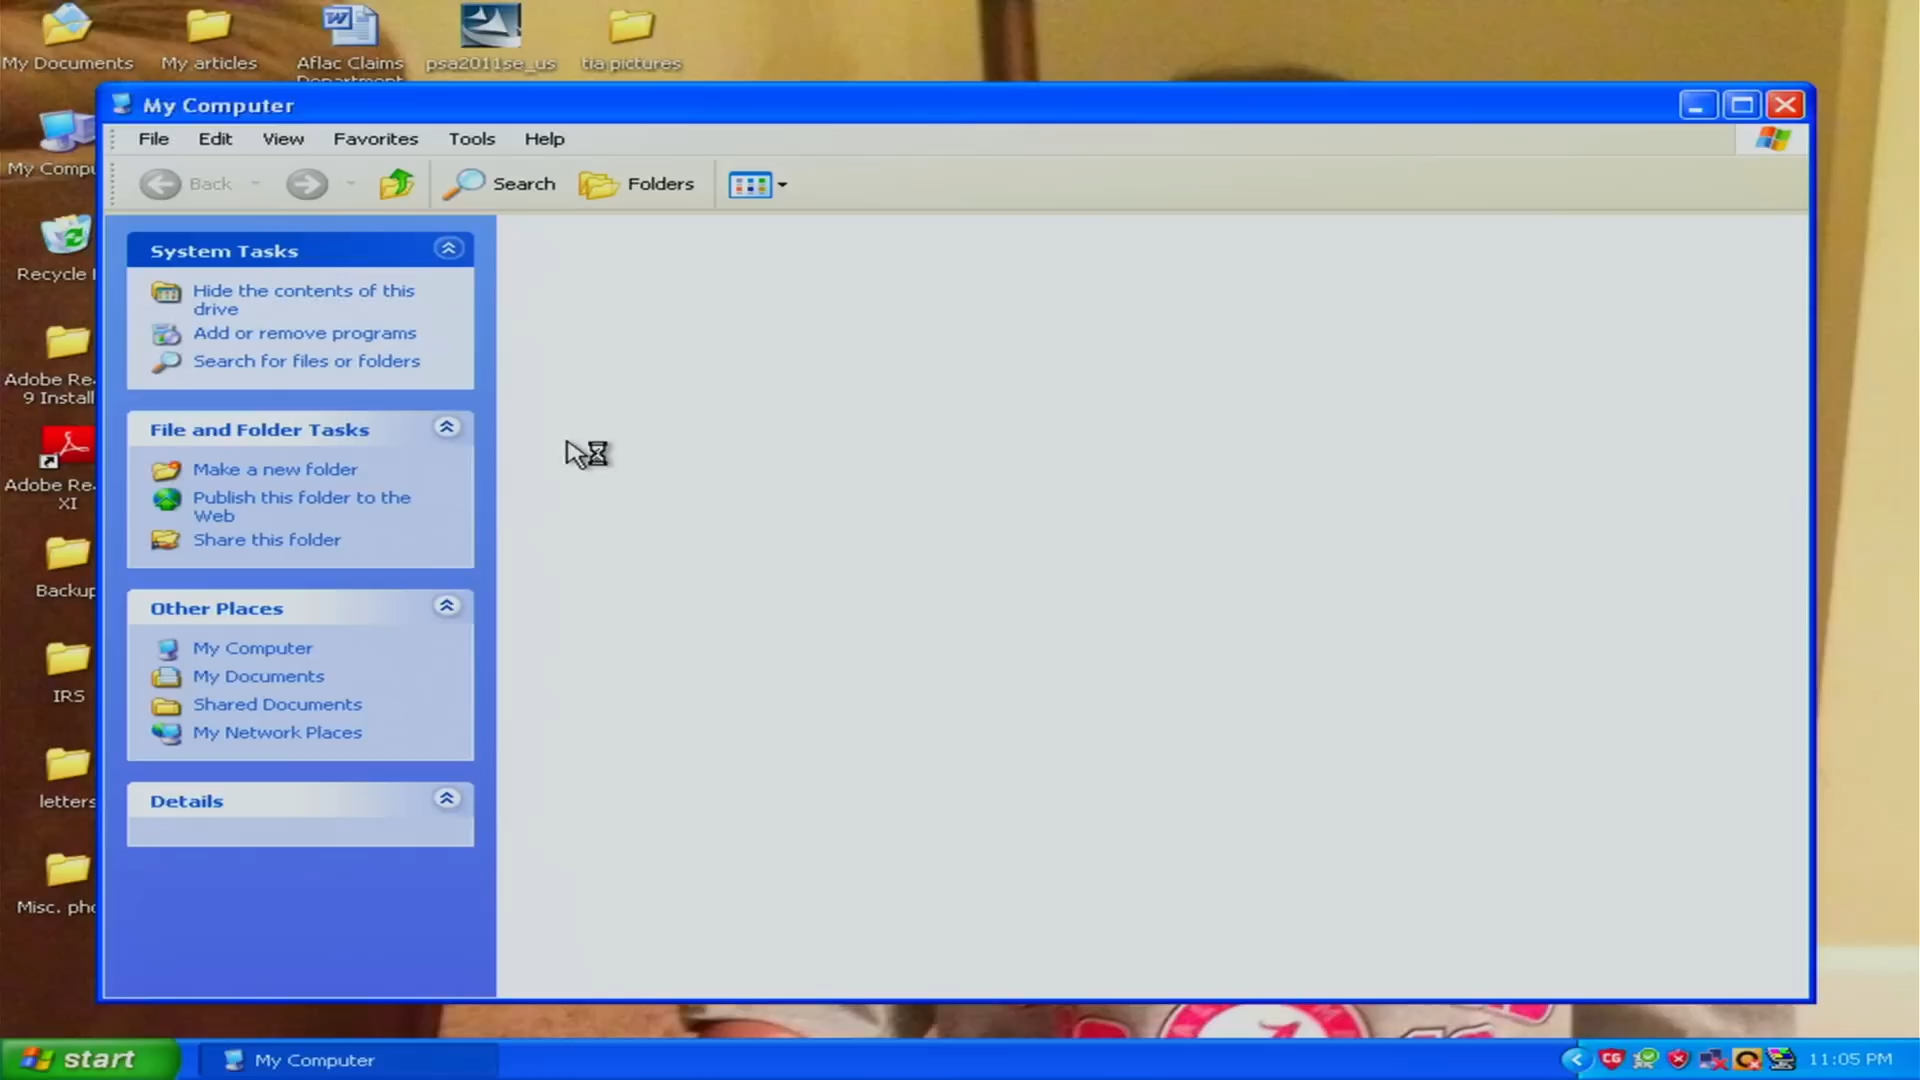 My Documents
My articles
Aflac Claims
Department
psa2011se_us
tia pictures
My Computer
File Edit View Favorites Tools Help
Back
Search
Folders
My Compu
Recycle
Adobe Re
9 Install
Adobe Re
XI
Backup
IRS
letters
Misc. pho
System Tasks
Hide the contents of this
drive
Add or remove programs
Search for files or folders
File and Folder Tasks
Make a new folder
Publish this folder to the
Web
Share this folder
Other Places
My Computer
My Documents
Shared Documents
My Network Places
Details
start
My Computer
CG
11:05 PM